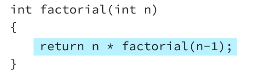 int factorial(int n)
{
    return n * factorial(n-1);
}